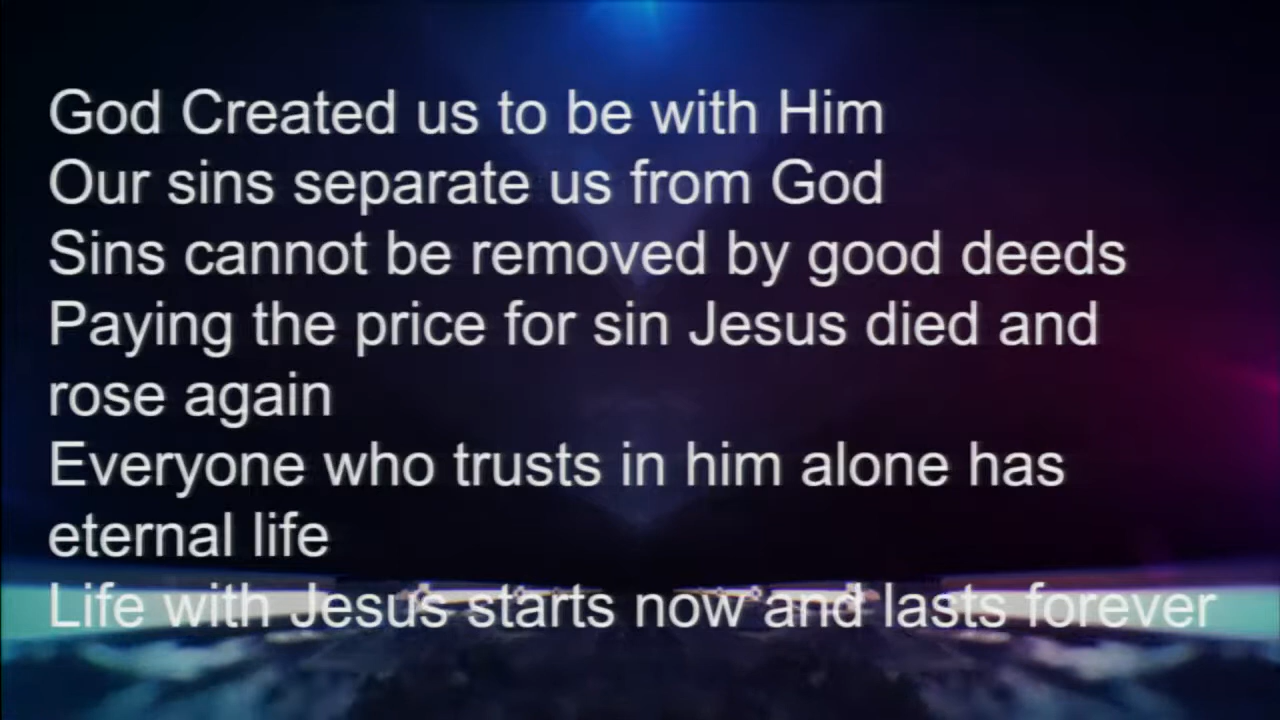 God Created us to be with Him
Our sins separate us from God
Sins cannot be removed by good deeds
Paying the price for sin Jesus died and
rose again
Everyone who trusts in him alone has
eternal life
Life with Jesus starts now and lasts forever